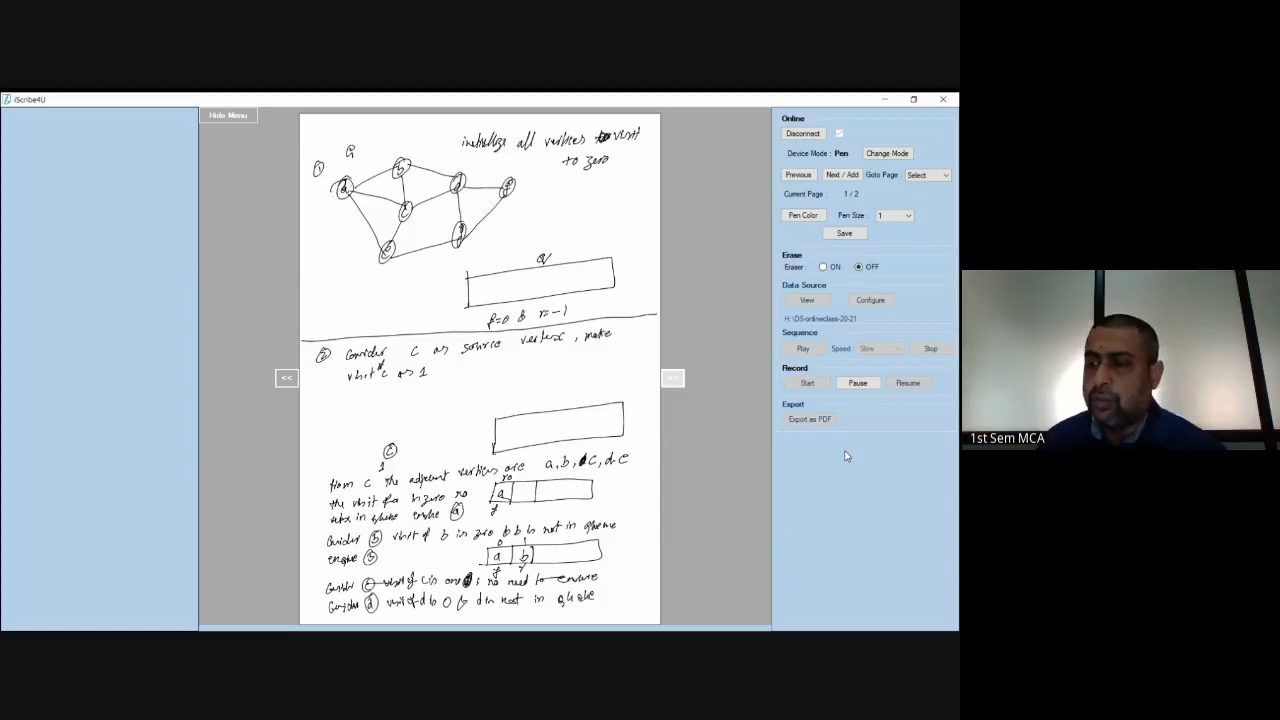 iScribe4U
Hide Menu
G
initialize all vertices to visit
to zero
1
a
b
c
d
Q
f=0 & r=-1
2 Consider c as source vertex, make
visit of c as 1
<<
C
1
from c the adjacent vertices are a, b, c, d, e
the visit of a is zero no
a
f
a
Consider b visit of b is zero & b is not in queue
b
0 1
a b
f r
Consider c visit of c is one no need to
Consider d visit of d is 0 & d is not in queue
Online
Disconnect
Device Mode : Pen Change Mode
Previous Next / Add Goto Page : Select
Current Page : 1 / 2
Pen Color Pen Size : 1
Save
Erase
Eraser : ON OFF
Data Source
View Configure
H:\DS-onlineclass-20-21
Sequence
Play Speed : Slow Stop
Record
Start Pause Resume
Export
Export as PDF
1st Sem MCA